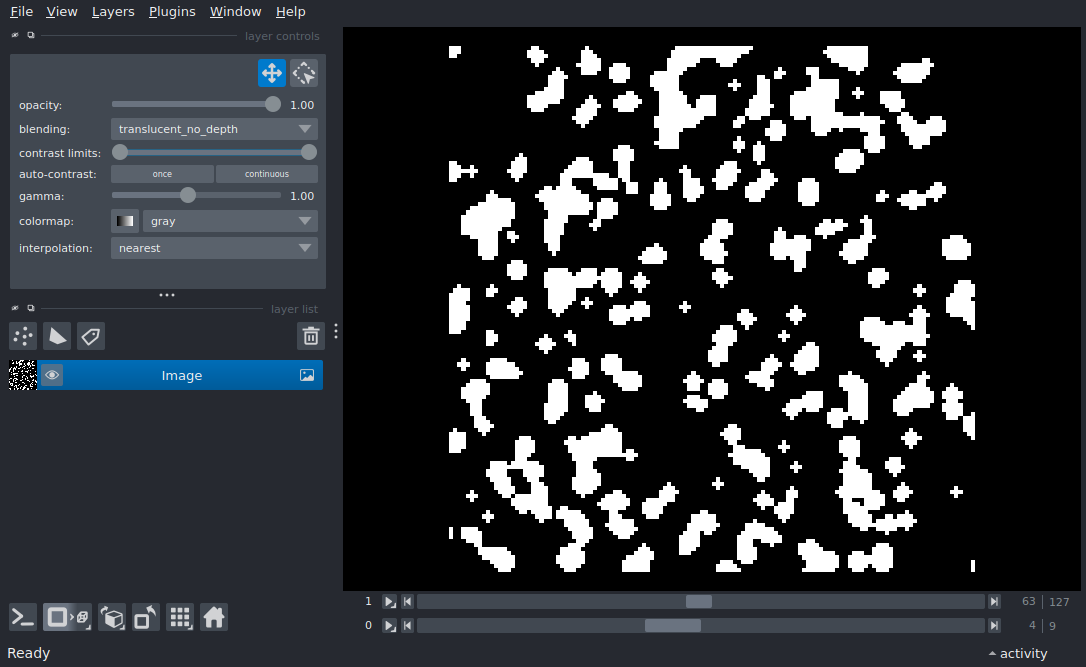 File View Layers Plugins Window Help
layer controls
opacity: 1.00
blending: translucent_no_depth
contrast limits:
auto-contrast: once continuous
gamma: 1.00
colormap: gray
interpolation: nearest
layer list
Image
1 63 127
0 4 9
Ready activity